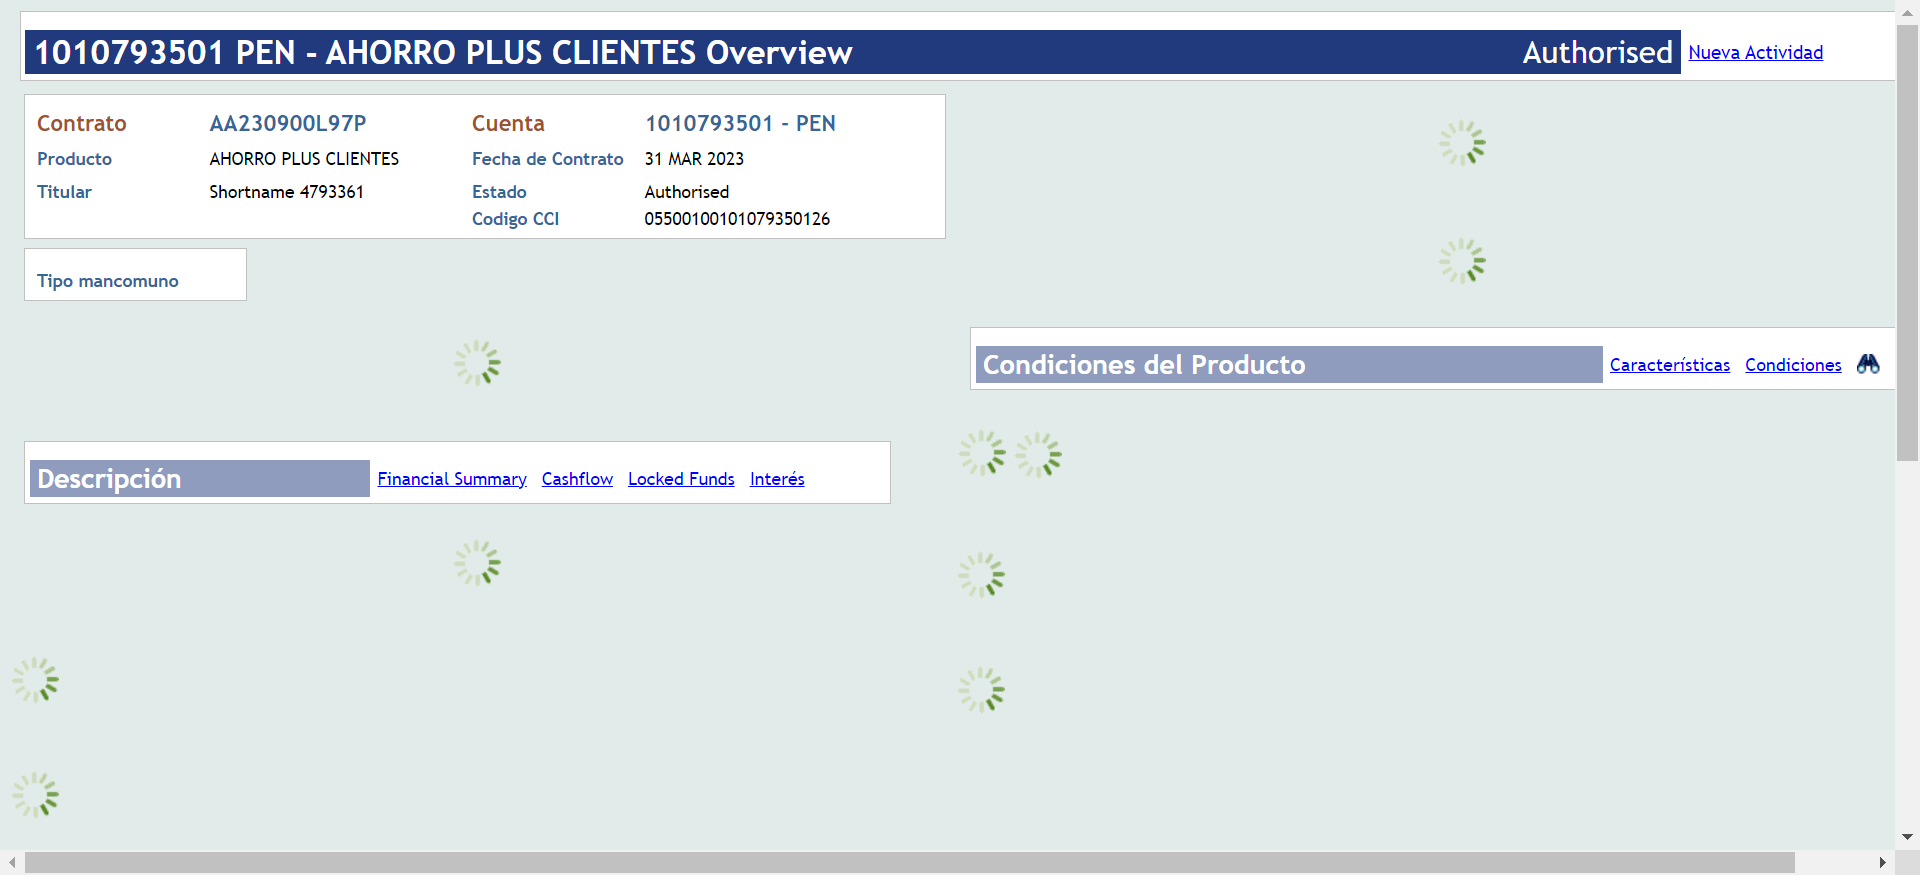 1010793501 PEN - AHORRO PLUS CLIENTES Overview Authorised Nueva Actividad
Contrato AA230900L97P Cuenta 1010793501 - PEN
Producto AHORRO PLUS CLIENTES Fecha de Contrato 31 MAR 2023
Titular Shortname 4793361 Estado Authorised
Codigo CCI 05500100101079350126
Tipo mancomuno
Condiciones del Producto Características Condiciones
Descripción Financial Summary Cashflow Locked Funds Interés